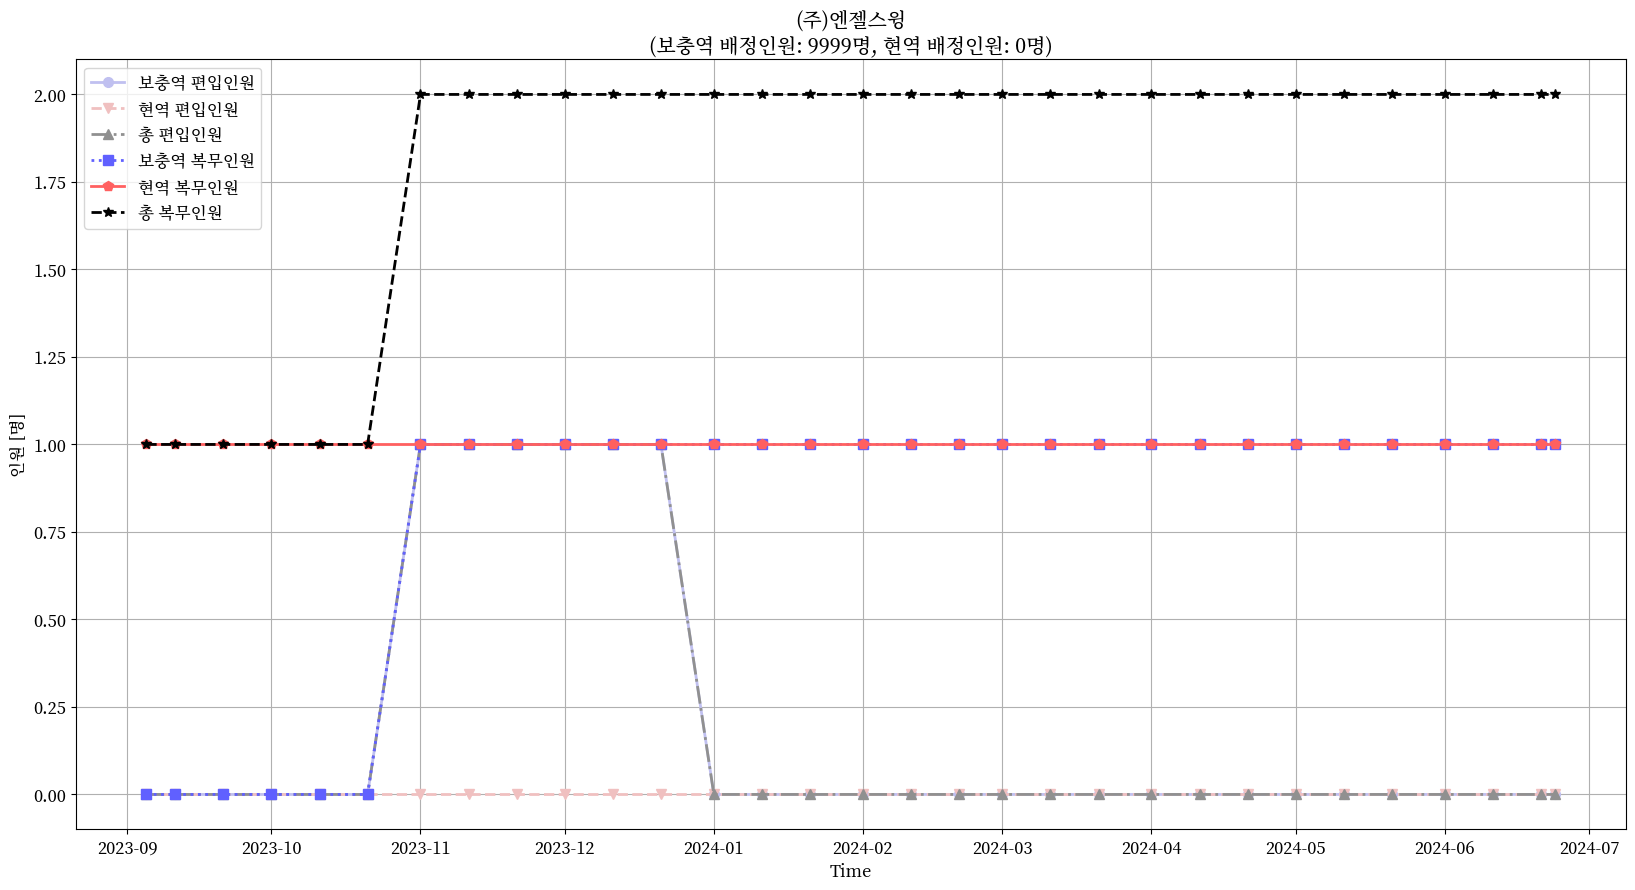 (주)엔젤스윙
(보충역 배정인원: 9999명, 현역 배정인원: 0명)
보충역 편입인원
현역 편입인원
총 편입인원
보충역 복무인원
현역 복무인원
총 복무인원
2.00
1.75
1.50
1.25
1.00
0.75
0.50
0.25
0.00
인원 [명]
2023-09 2023-10 2023-11 2023-12 2024-01 2024-02 2024-03 2024-04 2024-05 2024-06 2024-07
Time